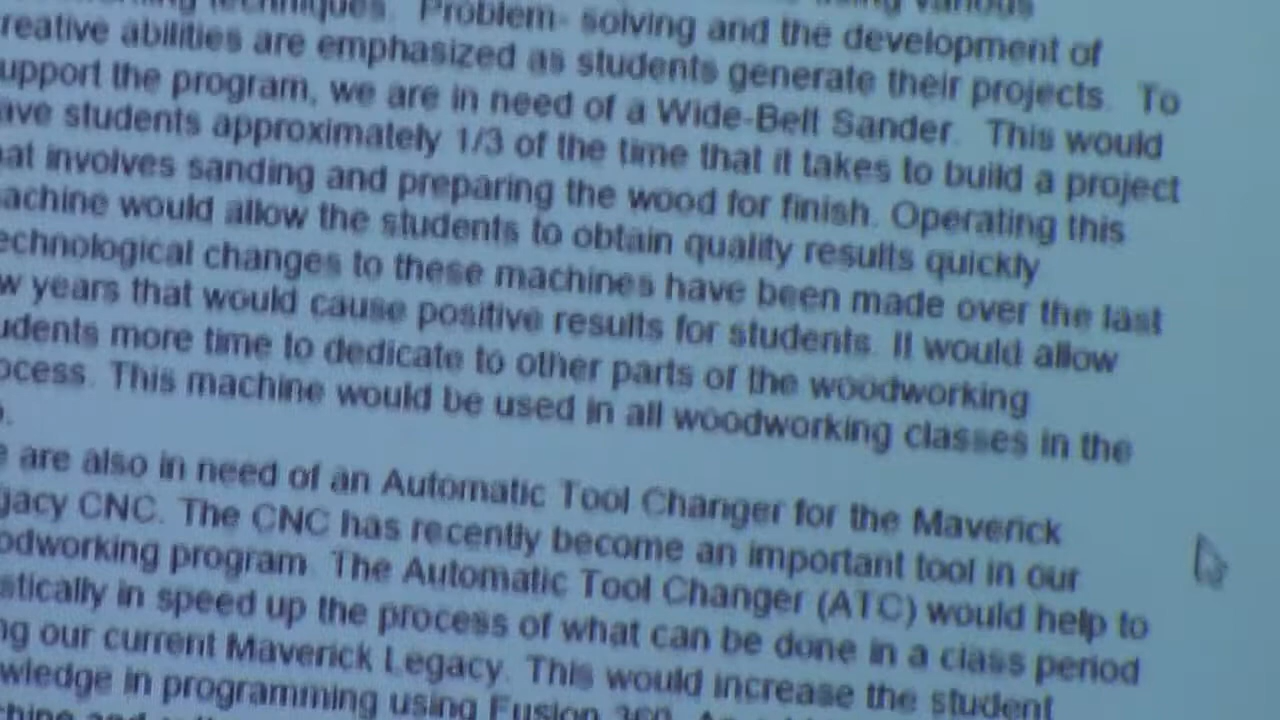 techniques. Problem- solving and the development of
reative abilities are emphasized as students generate their projects. To
upport the program, we are in need of a Wide-Belt Sander. This would
ave students approximately 1/3 of the time that it takes to build a project
at involves sanding and preparing the wood for finish. Operating this
achine would allow the students to obtain quality results quickly
echnological changes to these machines have been made over the last
w years that would cause positive results for students. It would allow
udents more time to dedicate to other parts of the woodworking
ocess. This machine would be used in all woodworking classes in the
e are also in need of an Automatic Tool Changer for the Maverick
gacy CNC. The CNC has recently become an important tool in our
odworking program. The Automatic Tool Changer (ATC) would help to
stically in speed up the process of what can be done in a class period
ng our current Maverick Legacy. This would increase the student
wledge in programming using Fusion 360.